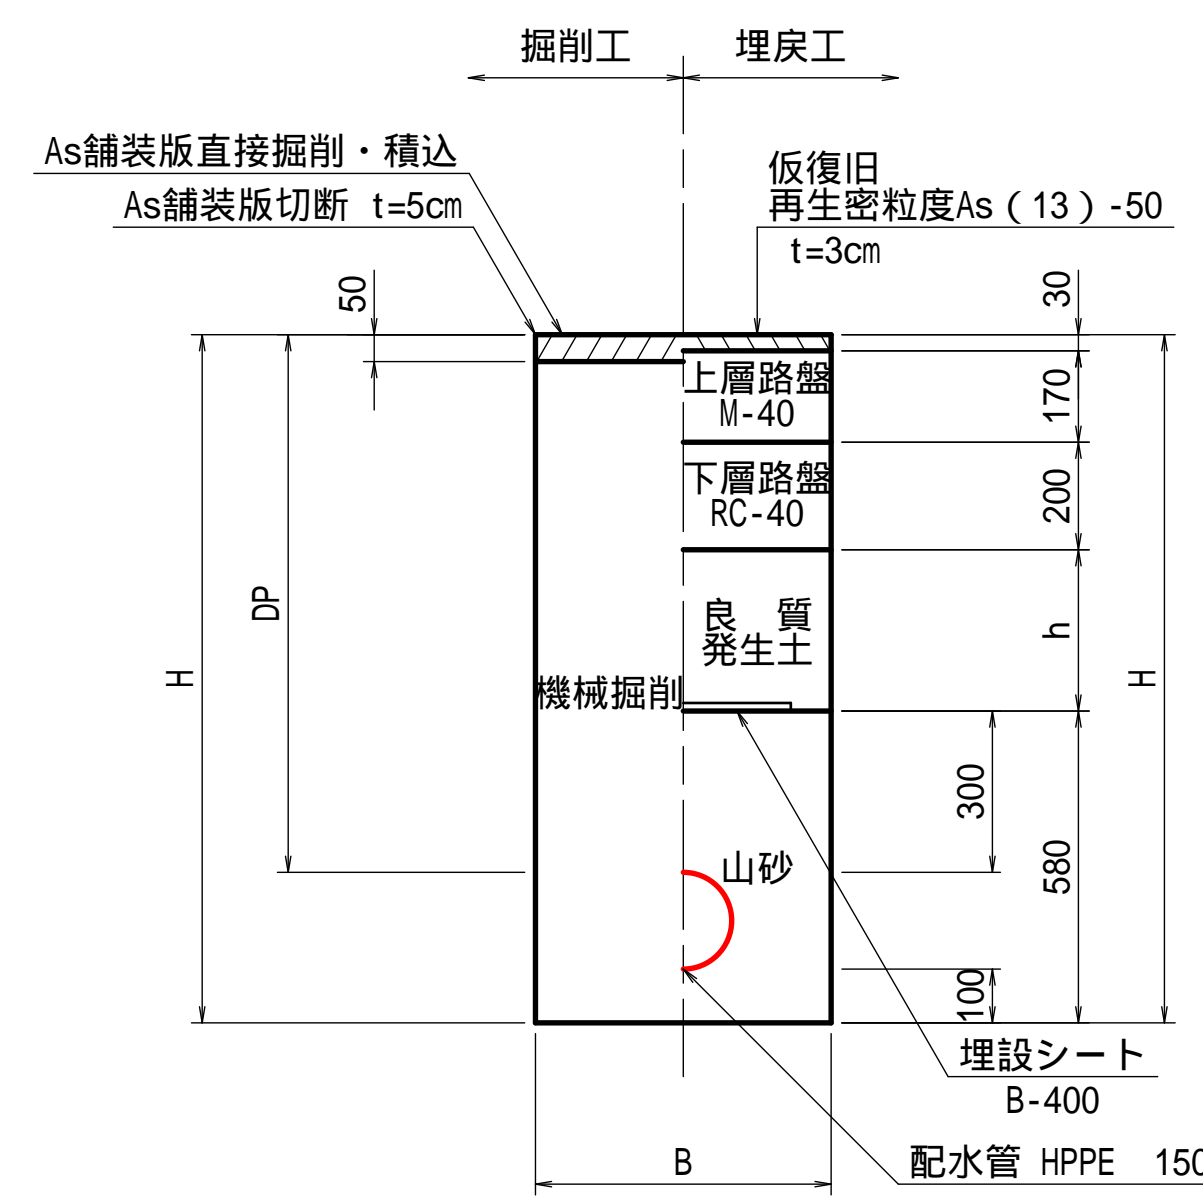 掘削工
埋戻工
As舗装版直接掘削・積込
As舗装版切断 t=5cm
仮復旧
再生密粒度As（13）-50
t=3cm
50
30
上層路盤
M-40
170
下層路盤
RC-40
200
DP
良　質
発生土
h
H
H
機械掘削
300
山砂
580
100
埋設シート
B-400
B
配水管 HPPE 150